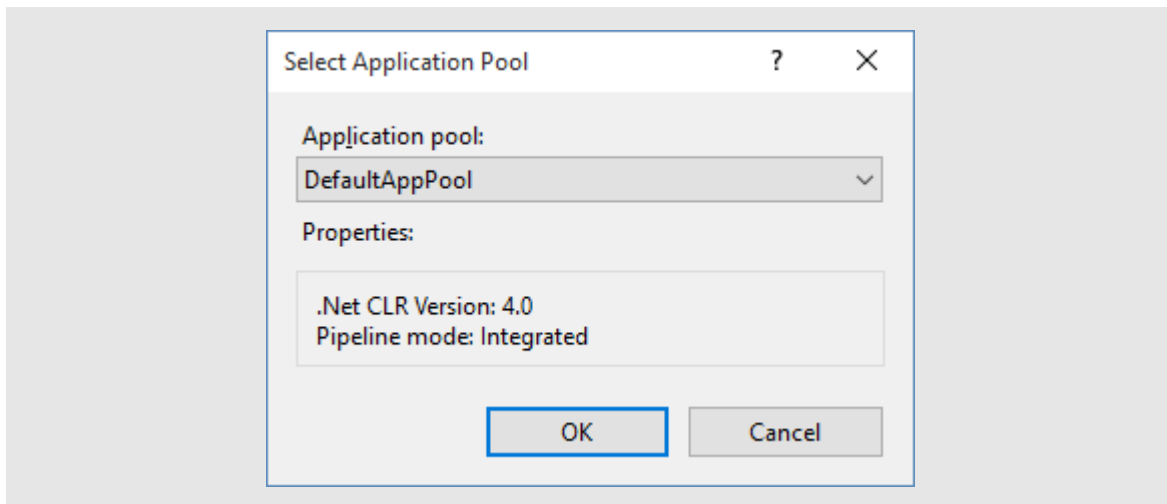 Select Application Pool ?
Application pool:
DefaultAppPool
Properties:
.Net CLR Version: 4.0
Pipeline mode: Integrated
OK Cancel